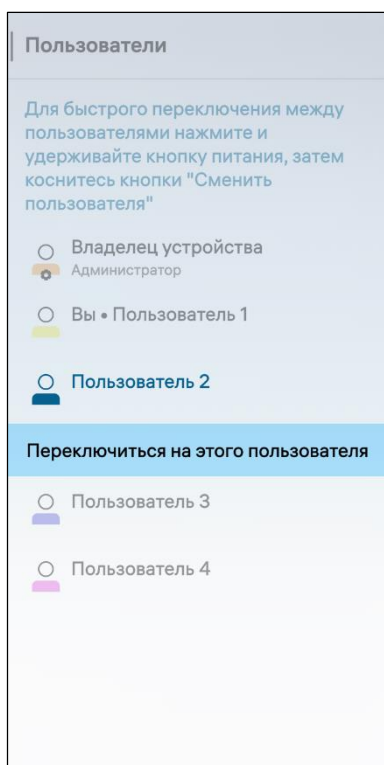 Пользователи
Для быстрого переключения между
пользователями нажмите и
удерживайте кнопку питания, затем
коснитесь кнопки "Сменить
пользователя"
Владелец устройства
Администратор
Вы • Пользователь 1
Пользователь 2
Переключиться на этого пользователя
Пользователь 3
Пользователь 4